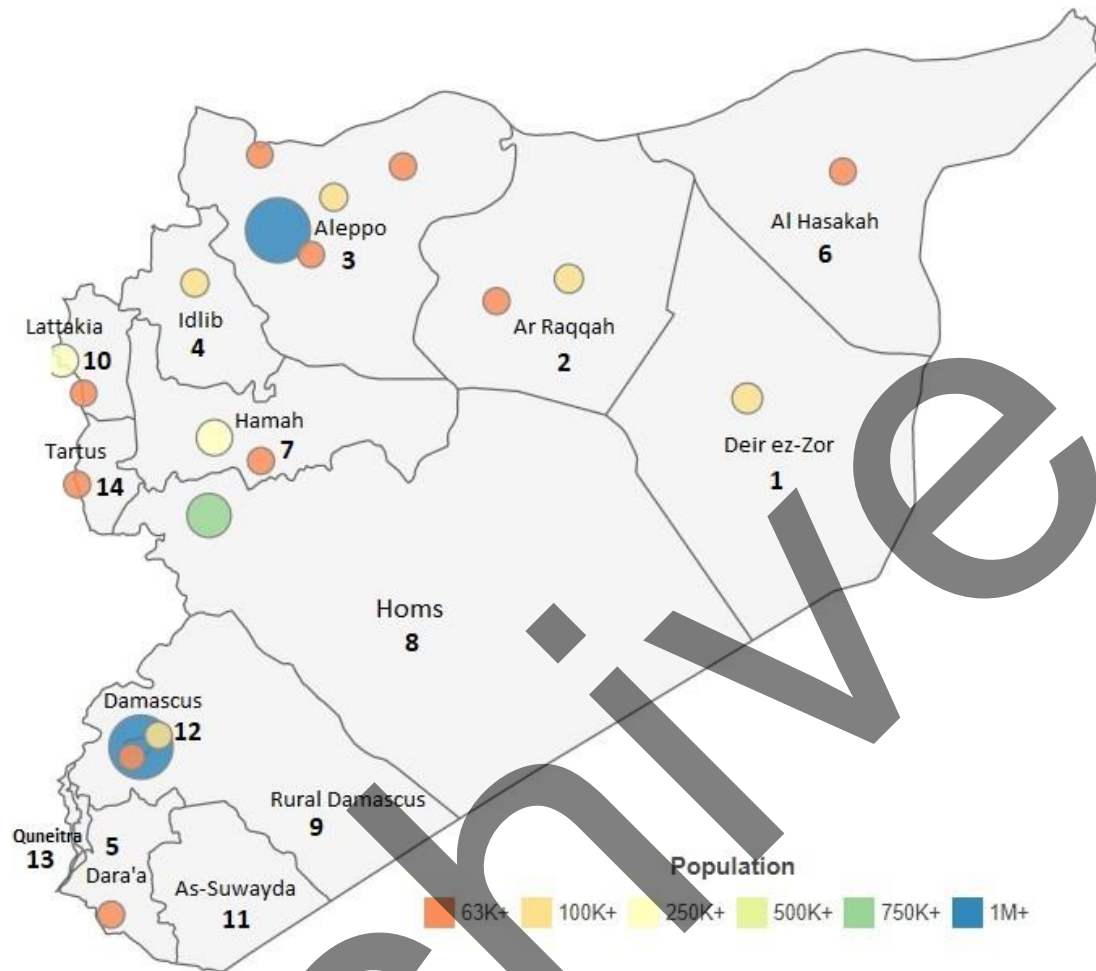 Aleppo
3
Al Hasakah
6
Lattakia
10
Idlib
4
Ar Raqqah
2
Hamah
7
Deir ez-Zor
1
Tartus
14
Homs
8
Damascus
12
Rural Damascus
9
Quneitra
13
5
Dara'a
As-Suwayda
11
Population
63K+ 100K+ 250K+ 500K+ 750K+ 1M+